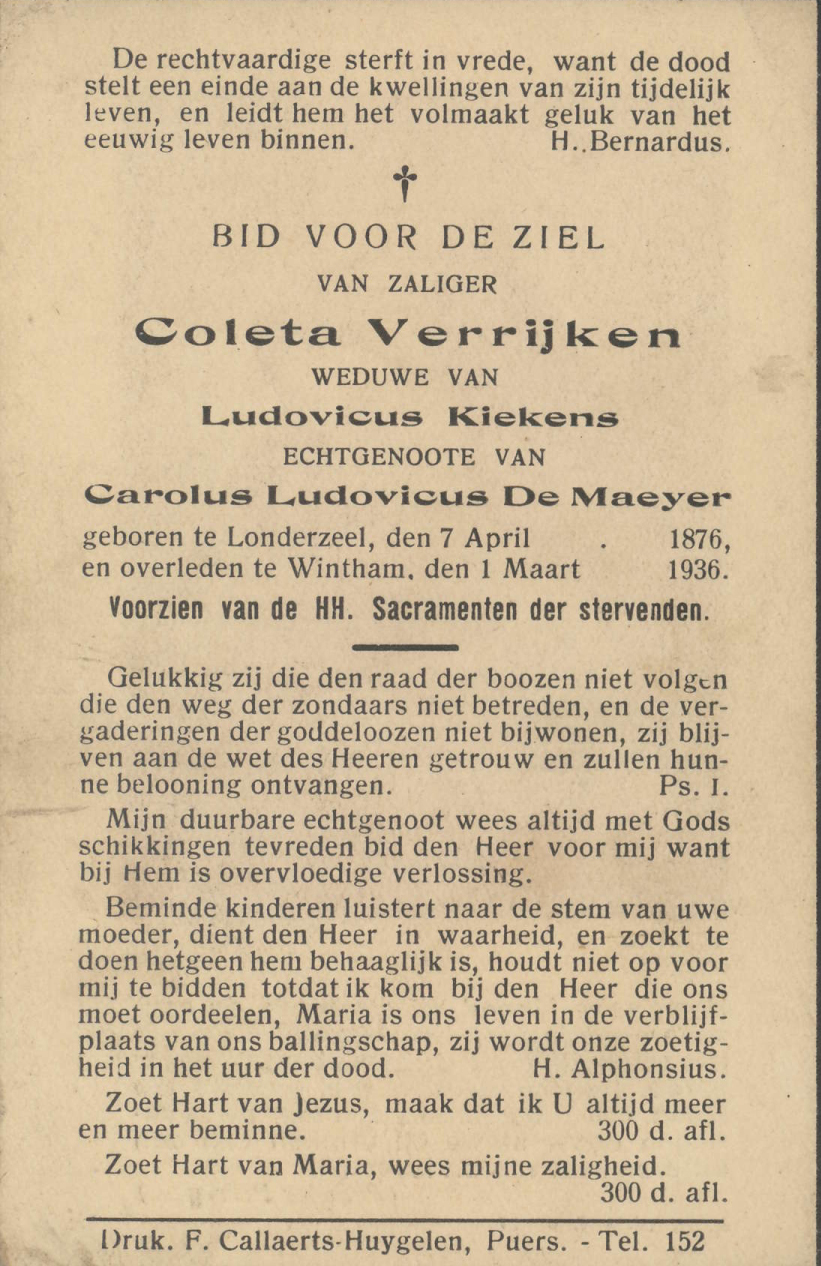 De rechtvaardige sterft in vrede, want de dood
stelt een einde aan de kwellingen van zijn tijdelijk
leven, en leidt hem het volmaakt geluk van het
eeuwig leven binnen. H..Bernardus.
†
BID VOOR DE ZIEL
VAN ZALIGER
Coleta Verrijken
WEDUWE VAN
Ludovicus Kiekens
ECHTGENOOTE VAN
Carolus Ludovicus De Maeyer
geboren te Londerzeel, den 7 April . 1876,
en overleden te Wintham, den 1 Maart 1936.
Voorzien van de HH. Sacramenten der stervenden.
Gelukkig zij die den raad der boozen niet volgen
die den weg der zondaars niet betreden, en de ver-
gaderingen der goddeloozen niet bijwonen, zij blij-
ven aan de wet des Heeren getrouw en zullen hun-
ne belooning ontvangen. Ps. I.
Mijn duurbare echtgenoot wees altijd met Gods
schikkingen tevreden bid den Heer voor mij want
bij Hem is overvloedige verlossing.
Beminde kinderen luistert naar de stem van uwe
moeder, dient den Heer in waarheid, en zoekt te
doen hetgeen hem behaaglijk is, houdt niet op voor
mij te bidden totdat ik kom bij den Heer die ons
moet oordeelen, Maria is ons leven in de verblijf-
plaats van ons ballingschap, zij wordt onze zoetig-
heid in het uur der dood. H. Alphonsius.
Zoet Hart van Jezus, maak dat ik U altijd meer
en meer beminne. 300 d. afl.
Zoet Hart van Maria, wees mijne zaligheid.
300 d. afl.
Druk. F. Callaerts-Huygelen, Puers. - Tel. 152